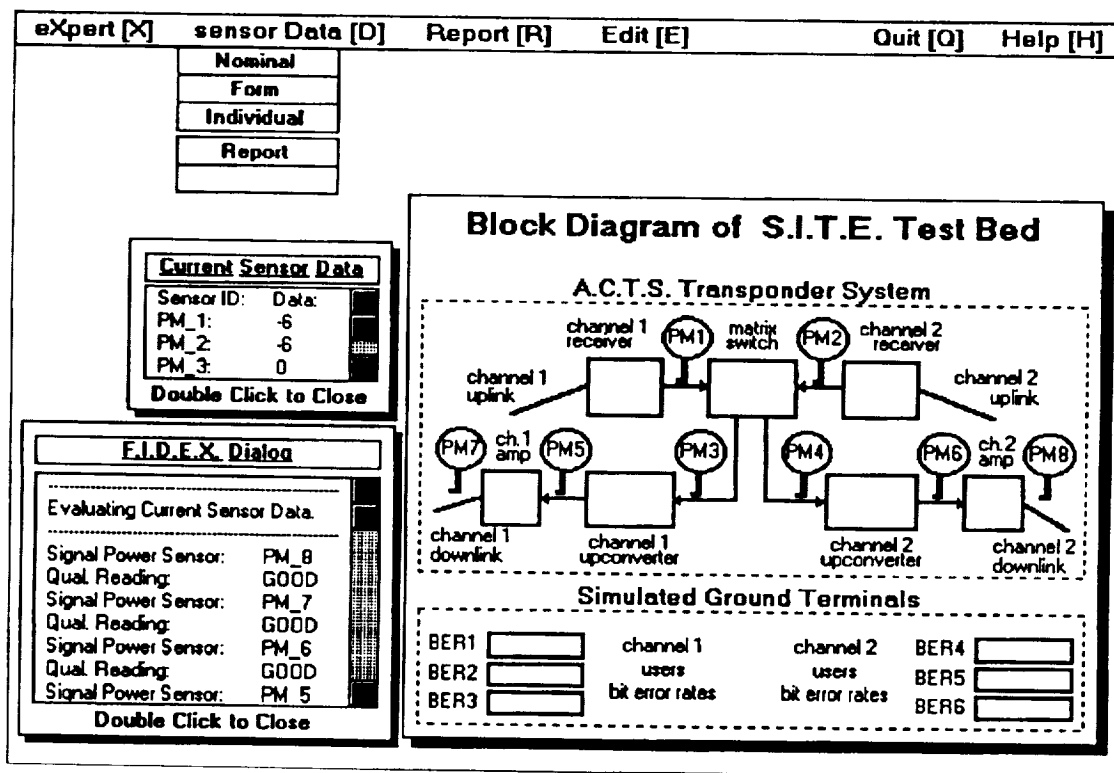 eXpert [X] sensor Data [D] Report [R] Edit [E] Quit [Q] Help [H]
Nominal
Form
Individual
Report
Current Sensor Data
Sensor ID: Data:
PM_1: -6
PM_2: -6
PM_3: 0
Double Click to Close
F.I.D.E.X. Dialog
Evaluating Current Sensor Data.
Signal Power Sensor: PM_8
Qual. Reading: GOOD
Signal Power Sensor: PM_7
Qual. Reading: GOOD
Signal Power Sensor: PM_6
Qual. Reading: GOOD
Signal Power Sensor: PM_5
Double Click to Close
Block Diagram of S.I.T.E. Test Bed
A.C.T.S. Transponder System
channel 1
receiver
PM1
matrix
switch
PM2
channel 2
receiver
channel 1
uplink
channel 2
uplink
PM7
ch.1
amp
PM5
PM3
PM4
PM6
ch.2
amp
PM8
channel 1
downlink
channel 1
upconverter
channel 2
upconverter
channel 2
downlink
Simulated Ground Terminals
BER1
BER2
BER3
channel 1
users
bit error rates
channel 2
users
bit error rates
BER4
BER5
BER6